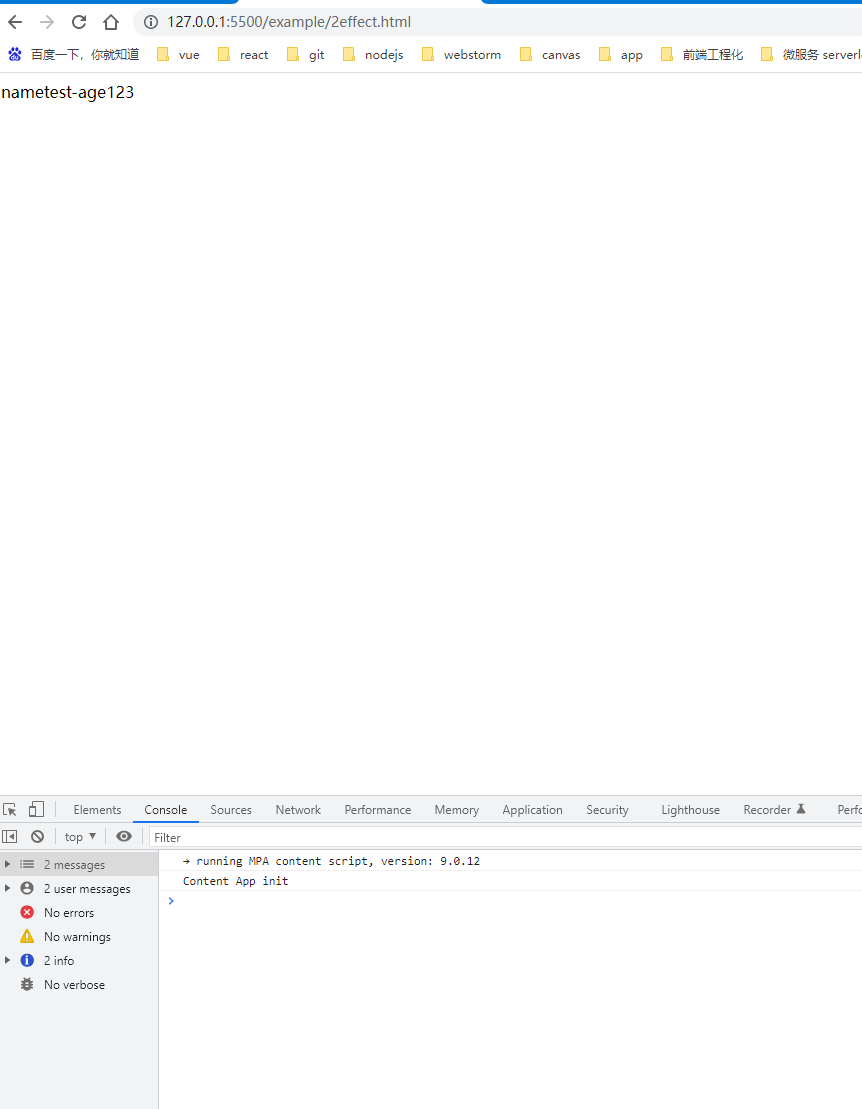 127.0.0.1:5500/example/2effect.html
百度一下，你就知道 vue react git nodejs webstorm canvas app 前端工程化 微服务 serverl
nametest-age123
Elements Console Sources Network Performance Memory Application Security Lighthouse Recorder Perfo
top Filter
2 messages
→ running MPA content script, version: 9.0.12
2 user messages
Content App init
No errors
No warnings
2 info
No verbose